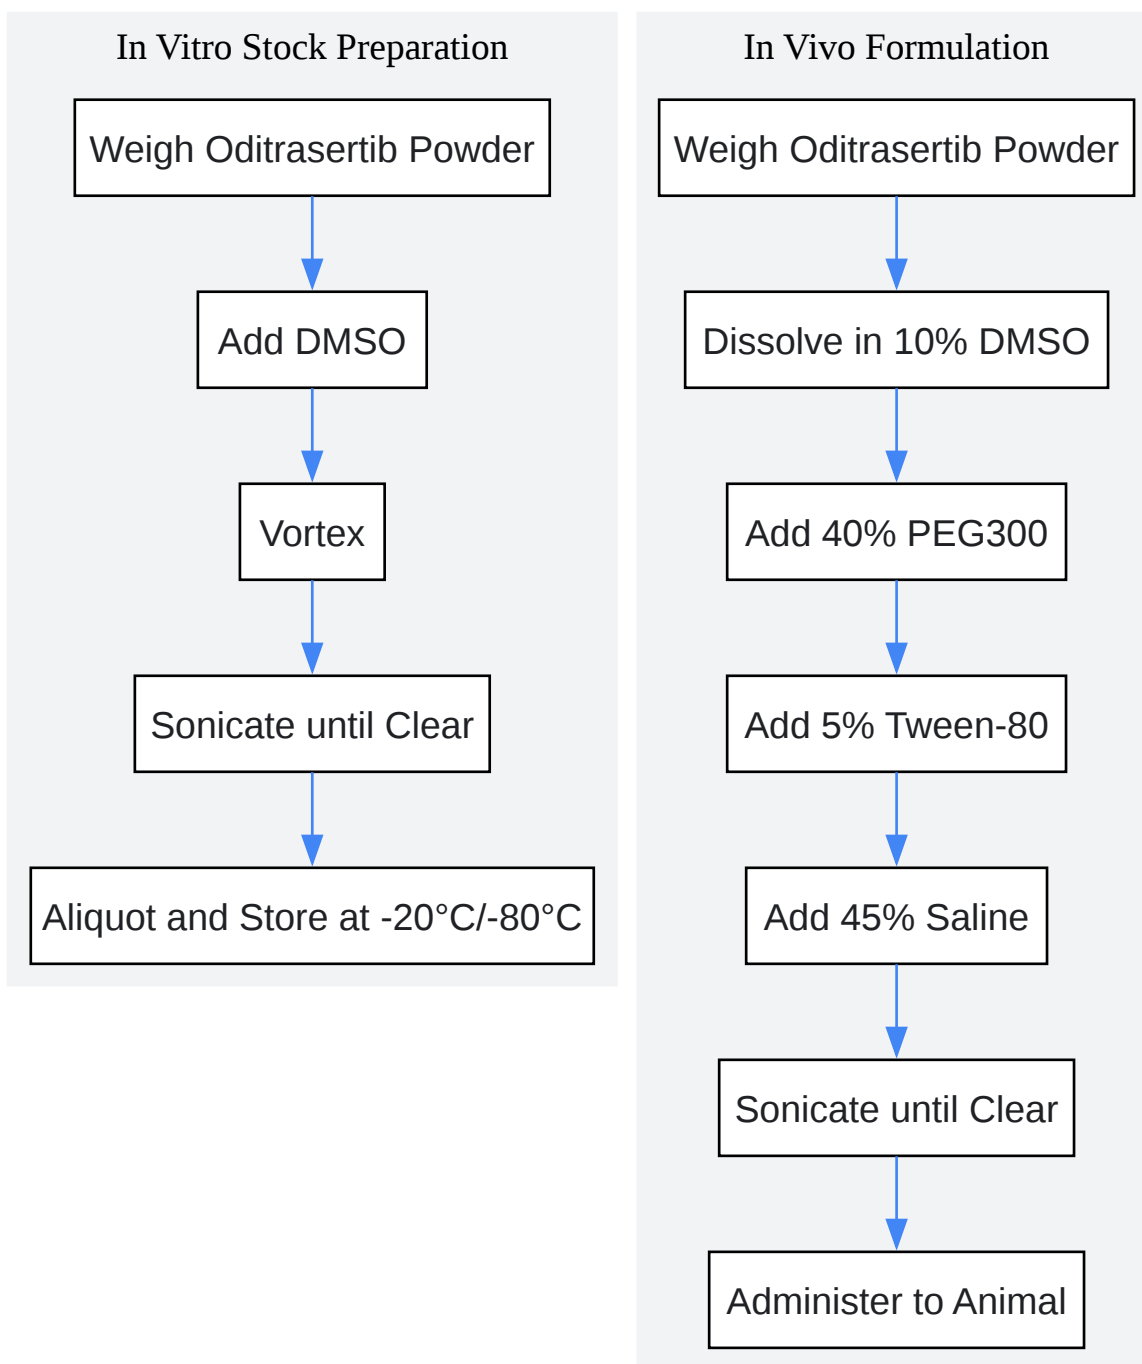 In Vitro Stock Preparation
Weigh Oditrasertib Powder
Add DMSO
Vortex
Sonicate until Clear
Aliquot and Store at -20°C/-80°C
In Vivo Formulation
Weigh Oditrasertib Powder
Dissolve in 10% DMSO
Add 40% PEG300
Add 5% Tween-80
Add 45% Saline
Sonicate until Clear
Administer to Animal